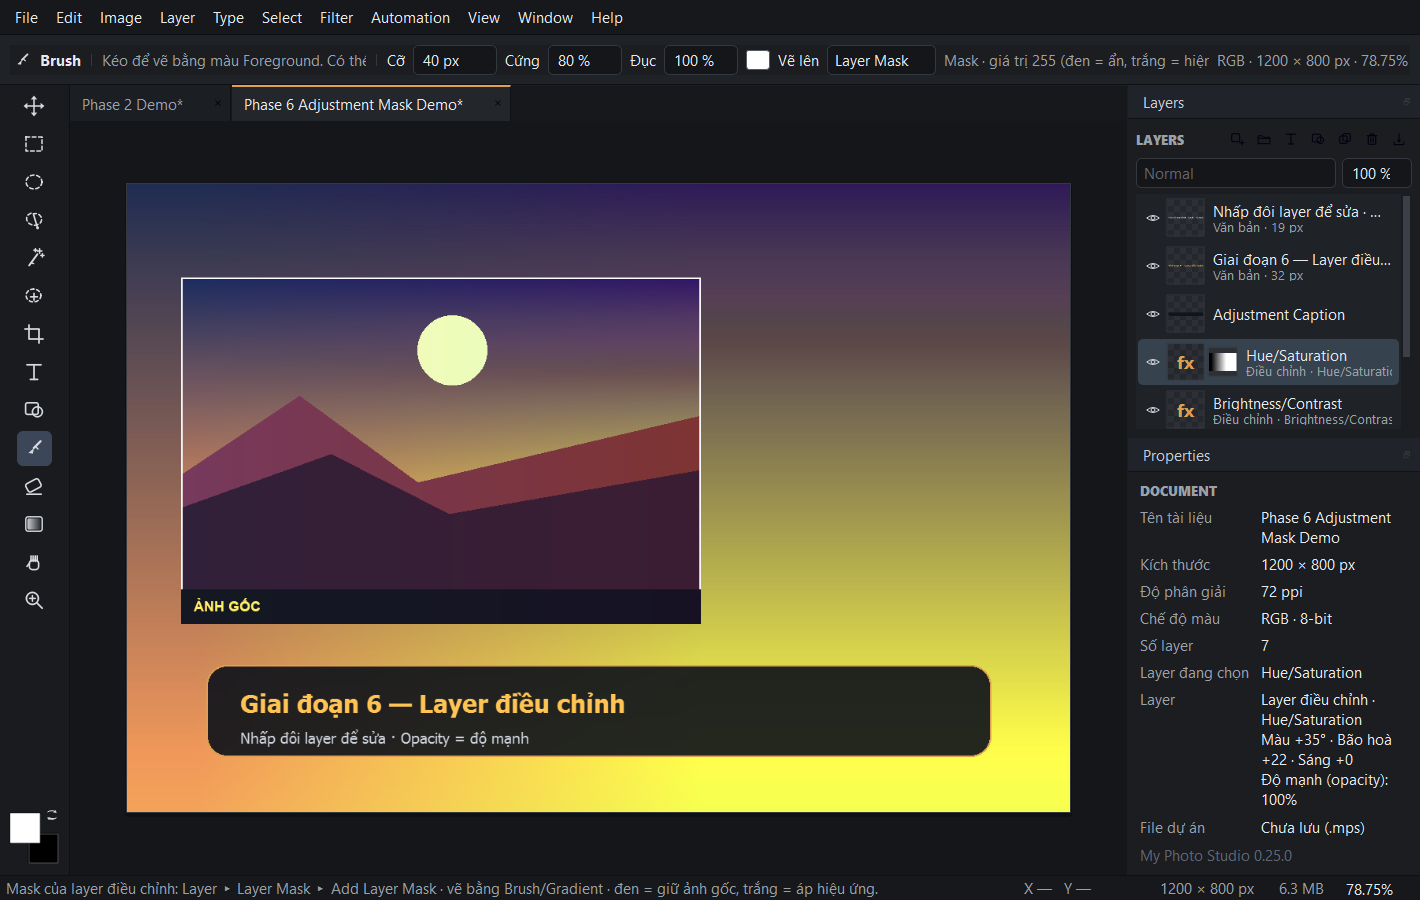 File Edit Image Layer Type Select Filter Automation View Window Help
Brush Kéo để vẽ bằng màu Foreground. Có thể Cỡ 40 px Cứng 80 % Đục 100 % Vẽ lên Layer Mask Mask · giá trị 255 (đen = ẩn, trắng = hiện RGB · 1200 × 800 px · 78.75%
Phase 2 Demo* × Phase 6 Adjustment Mask Demo* ×
Layers
LAYERS
Normal 100 %
Nhấp đôi layer để sửa · ...
Văn bản · 19 px
Giai đoạn 6 — Layer điều...
Văn bản · 32 px
Adjustment Caption
fx Hue/Saturation
Điều chỉnh · Hue/Saturatic
fx Brightness/Contrast
Điều chỉnh · Brightness/Contras
ẢNH GỐC
Giai đoạn 6 — Layer điều chỉnh
Nhấp đôi layer để sửa · Opacity = độ mạnh
Properties
DOCUMENT
Tên tài liệu Phase 6 Adjustment
Mask Demo
Kích thước 1200 × 800 px
Độ phân giải 72 ppi
Chế độ màu RGB · 8-bit
Số layer 7
Layer đang chọn Hue/Saturation
Layer Layer điều chỉnh ·
Hue/Saturation
Màu +35° · Bão hoà
+22 · Sáng +0
Độ mạnh (opacity):
100%
File dự án Chưa lưu (.mps)
My Photo Studio 0.25.0
Mask của layer điều chỉnh: Layer ▸ Layer Mask ▸ Add Layer Mask · vẽ bằng Brush/Gradient · đen = giữ ảnh gốc, trắng = áp hiệu ứng. X — Y — 1200 × 800 px 6.3 MB 78.75%